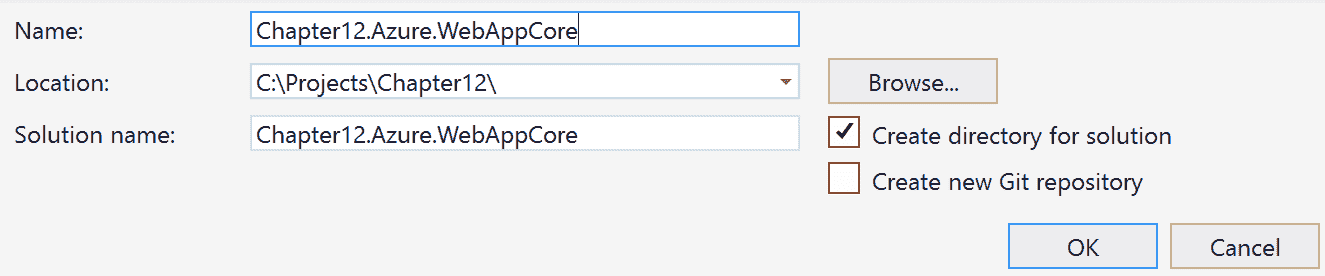 Name: Chapter12.Azure.WebAppCore
Location: C:\Projects\Chapter12\ Browse...
Solution name: Chapter12.Azure.WebAppCore Create directory for solution
Create new Git repository
OK Cancel